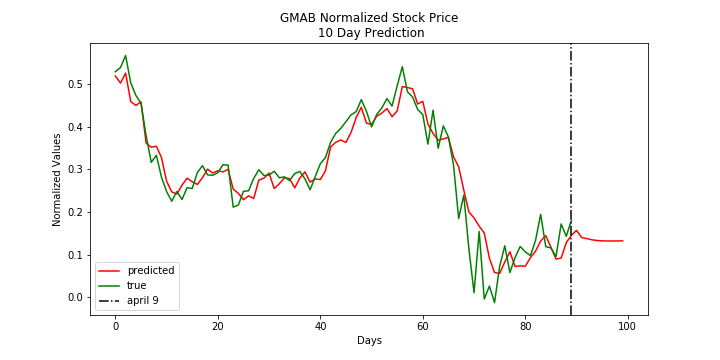 GMAB Normalized Stock Price
10 Day Prediction
Normalized Values
0.5
0.4
0.3
0.2
0.1
0.0
predicted
true
april 9
0 20 40 60 80 100
Days